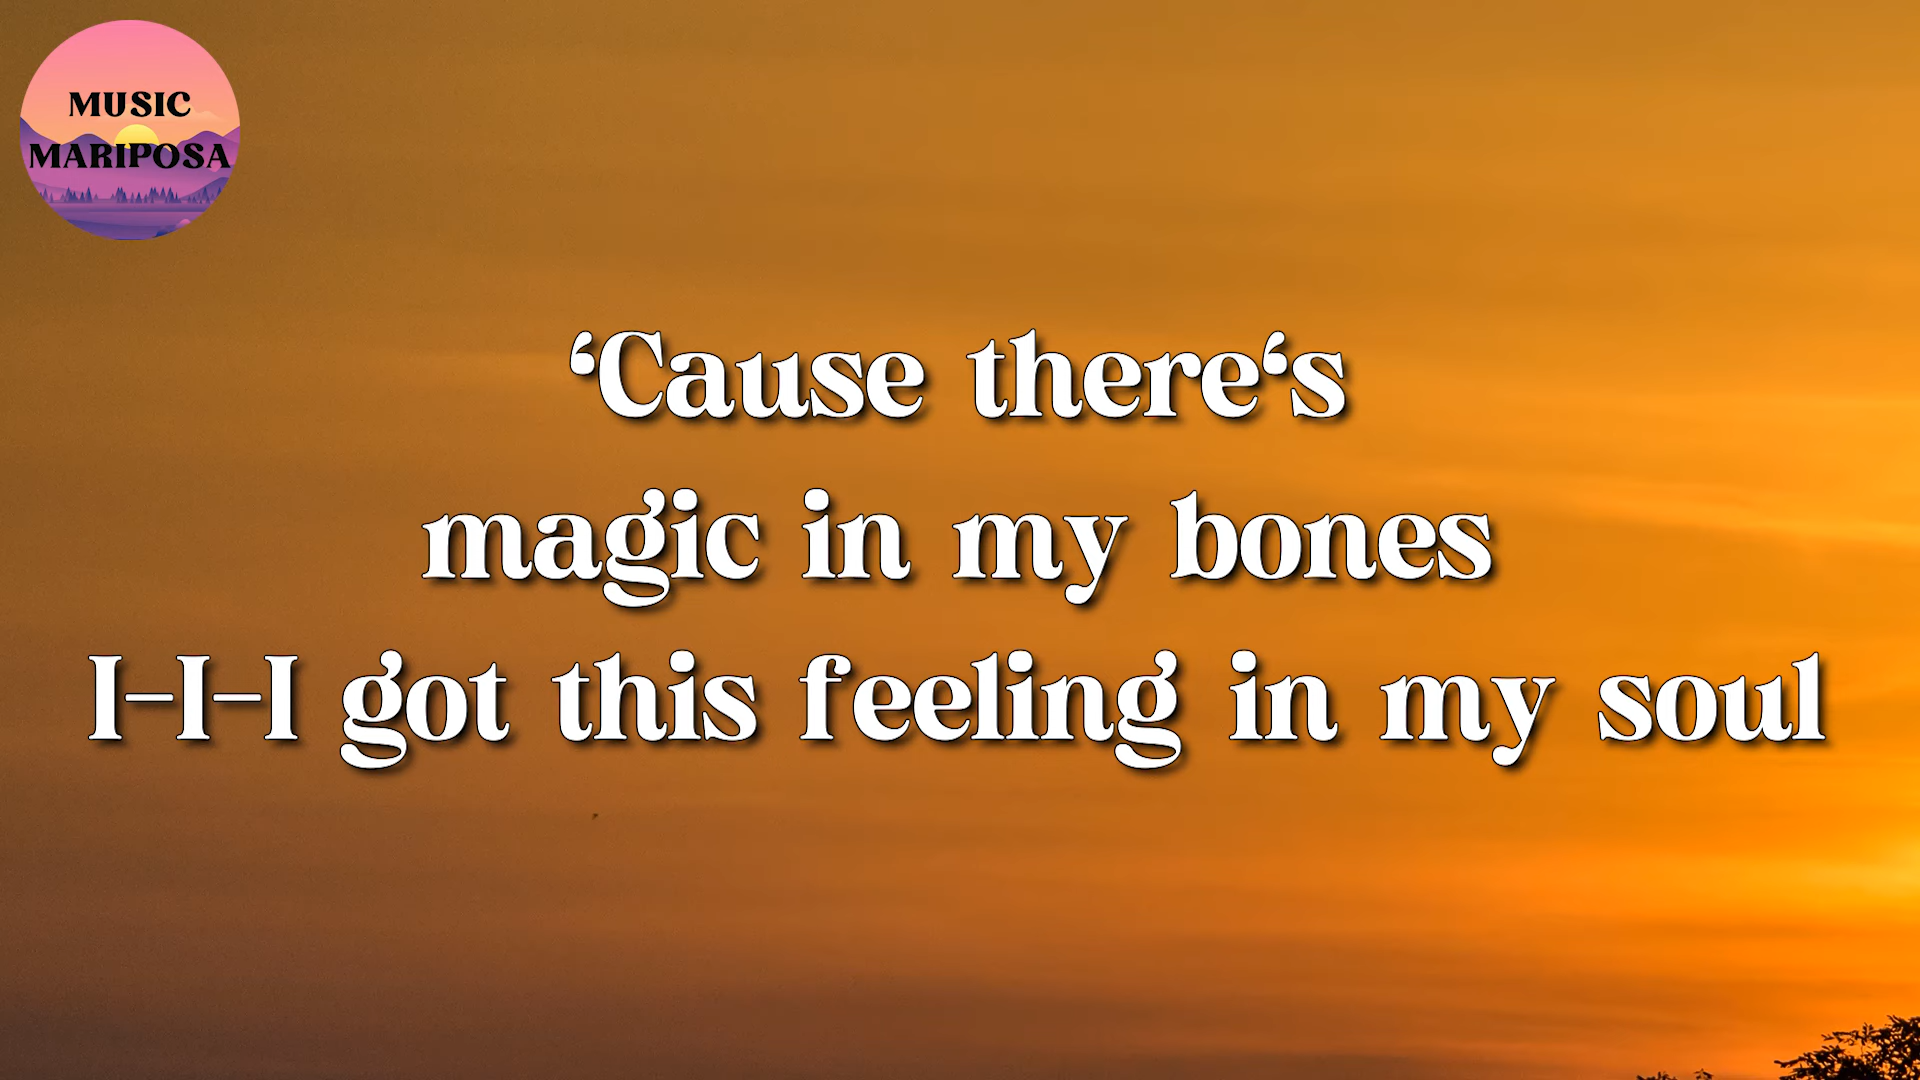 MUSIC
MARIPOSA
‘Cause there‘s
magic in my bones
I-I-I got this feeling in my soul